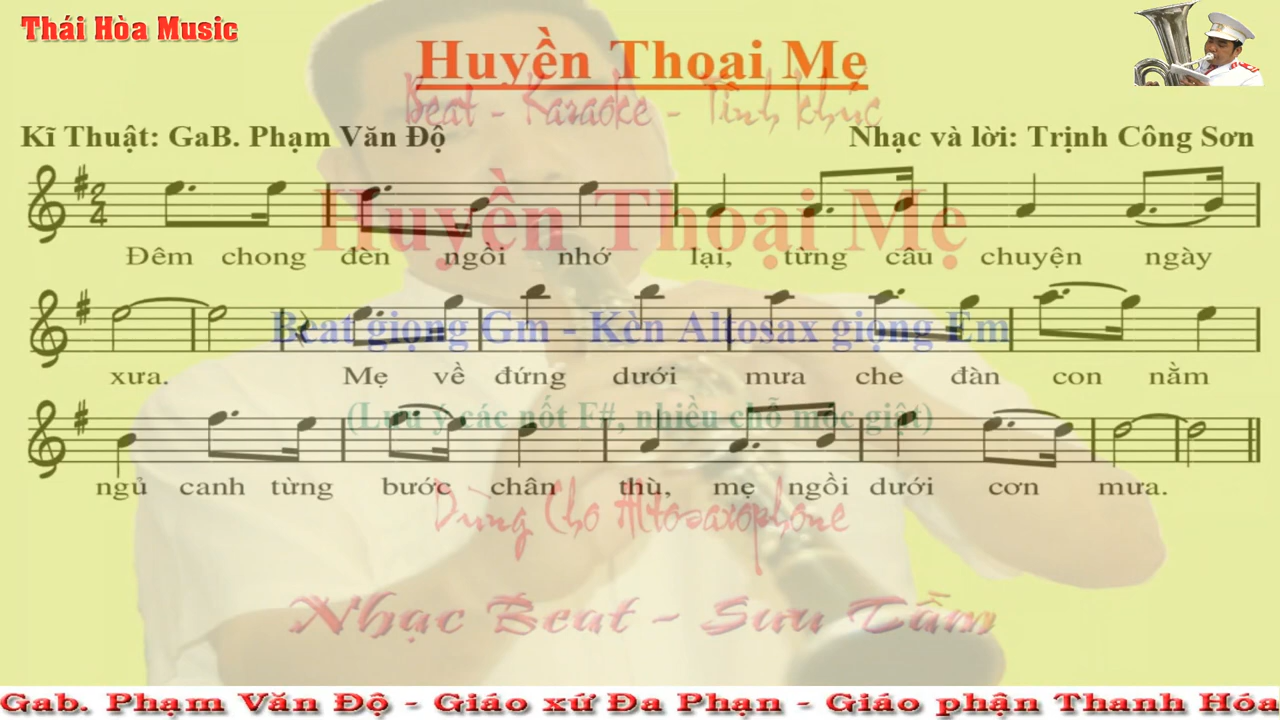 Thái Hòa Music
Huyền Thoại Mẹ
Beat - Karaoke - Tình khúc
Kĩ Thuật: GaB. Phạm Văn Độ
Nhạc và lời: Trịnh Công Sơn
2
4
Huyền Thoại Mẹ
Đêm chong đèn ngồi nhớ lại, từng câu chuyện ngày
Beat giọng Gm - Kèn Altosax giọng Em
xưa. Mẹ về đứng dưới mưa che đàn con nằm
(Lưu ý các nốt F#, nhiều chỗ móc giật)
ngủ canh từng bước chân thù, mẹ ngồi dưới cơn mưa.
Dùng Cho Altosaxophone
Nhạc Beat - Sưu Tầm
Gab. Phạm Văn Độ - Giáo xứ Đa Phạn - Giáo phận Thanh Hóa